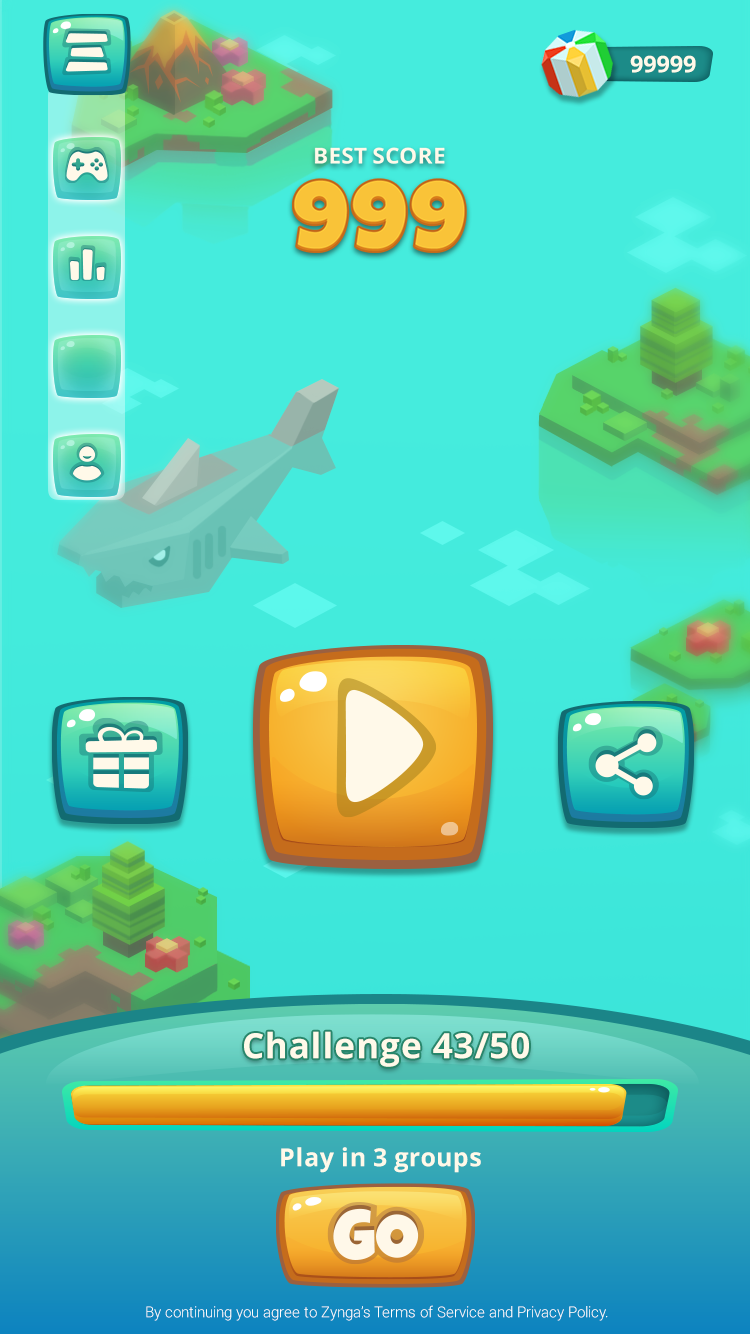 99999
BEST SCORE
999
Challenge 43/50
Play in 3 groups
GO
By continuing you agree to Zynga's Terms of Service and Privacy Policy.